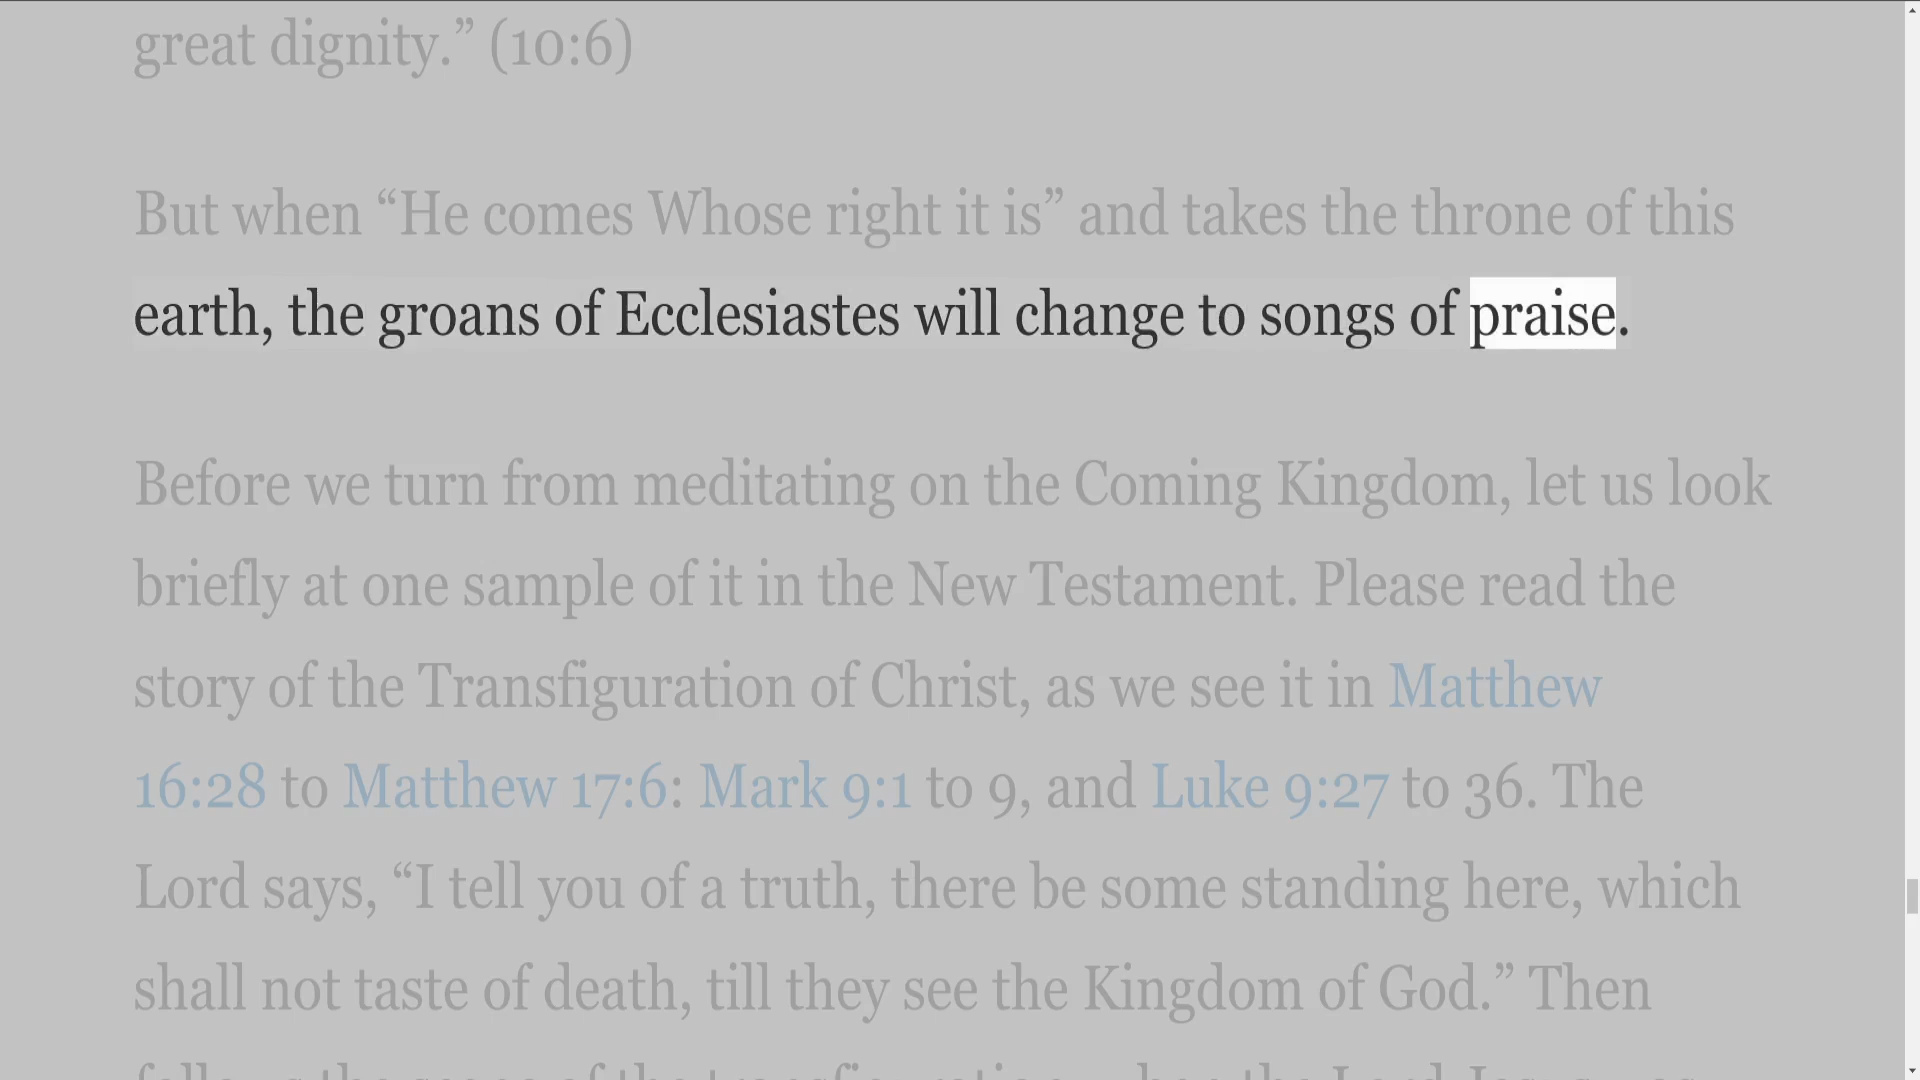 great dignity.” (10:6)
But when “He comes Whose right it is” and takes the throne of this
earth, the groans of Ecclesiastes will change to songs of praise.
Before we turn from meditating on the Coming Kingdom, let us look
briefly at one sample of it in the New Testament. Please read the
story of the Transfiguration of Christ, as we see it in Matthew
16:28 to Matthew 17:6: Mark 9:1 to 9, and Luke 9:27 to 36. The
Lord says, “I tell you of a truth, there be some standing here, which
shall not taste of death, till they see the Kingdom of God.” Then